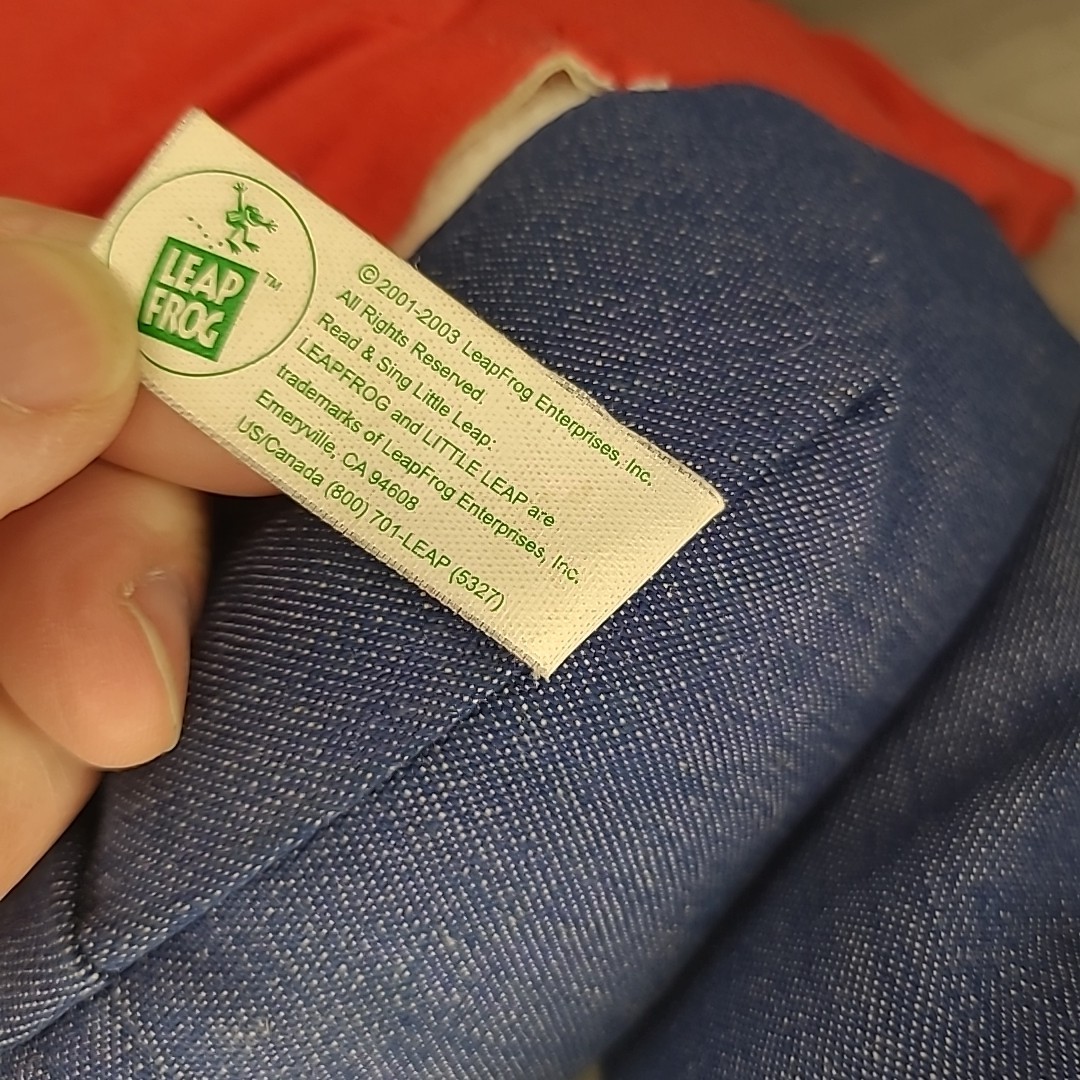 LEAP
FROG
TM
©2001-2003 LeapFrog Enterprises, Inc.
All Rights Reserved.
Read & Sing Little Leap:
LEAPFROG and LITTLE LEAP are
trademarks of LeapFrog Enterprises, Inc.
Emeryville, CA 94608
US/Canada (800) 701-LEAP (5327)